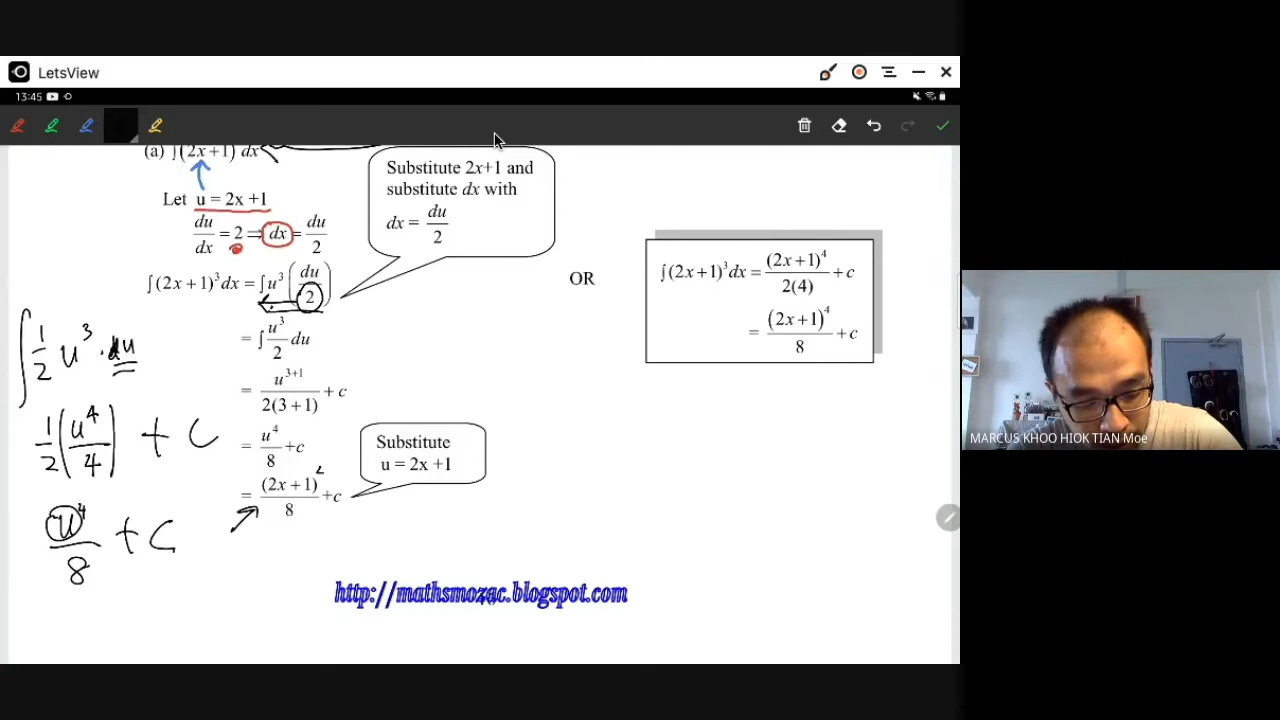 LetsView
13:45
(a) ∫(2x+1) dx
Substitute 2x+1 and
substitute dx with
dx = du/2
Let u = 2x +1
du/dx = 2 ⇒ dx = du/2
∫(2x+1)³dx = ∫u³(du/2)
= ∫u³/2 du
= u³⁺¹/2(3+1) + c
= u⁴/8 +c
= (2x+1)²/8 +c
Substitute
u = 2x +1
∫ 1/2 u³ · du
1/2 (u⁴/4) + C
u⁴/8 + C
http://mathsmozac.blogspot.com
OR
∫(2x+1)³dx = (2x+1)⁴/2(4) + c
= (2x+1)⁴/8 + c
MARCUS KHOO HIOK TIAN Moe